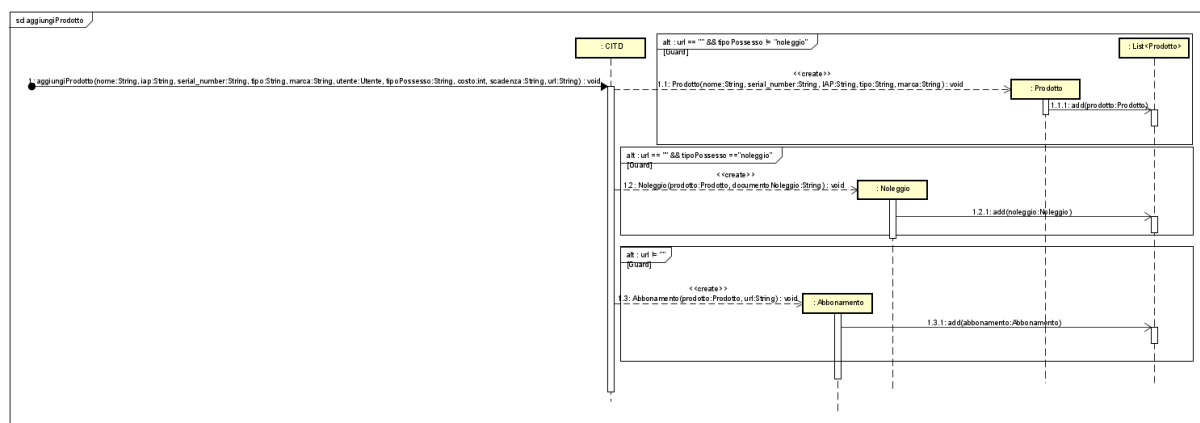 sd aggiungiProdotto
: CITD
alt : url == "" && tipoPossesso != "noleggio"
[Guard]
: List<Prodotto>
1: aggiungiProdotto(nome:String, iap:String, serial_number:String, tipo:String, marca:String, utente:Utente, tipoPossesso:String, costo:int, scadenza:String, url:String) : void
<<create>>
1.1: Prodotto(nome:String, serial_number:String, IAP:String, tipo:String, marca:String) : void
: Prodotto
1.1.1: add(prodotto:Prodotto)
alt : url == "" && tipoPossesso =="noleggio"
[Guard]
<<create>>
1.2: Noleggio(prodotto:Prodotto, documentoNoleggio:String) : void
: Noleggio
1.2.1: add(noleggio:Noleggio)
alt : url != ""
[Guard]
<<create>>
1.3: Abbonamento(prodotto:Prodotto, url:String) : void
: Abbonamento
1.3.1: add(abbonamento:Abbonamento)